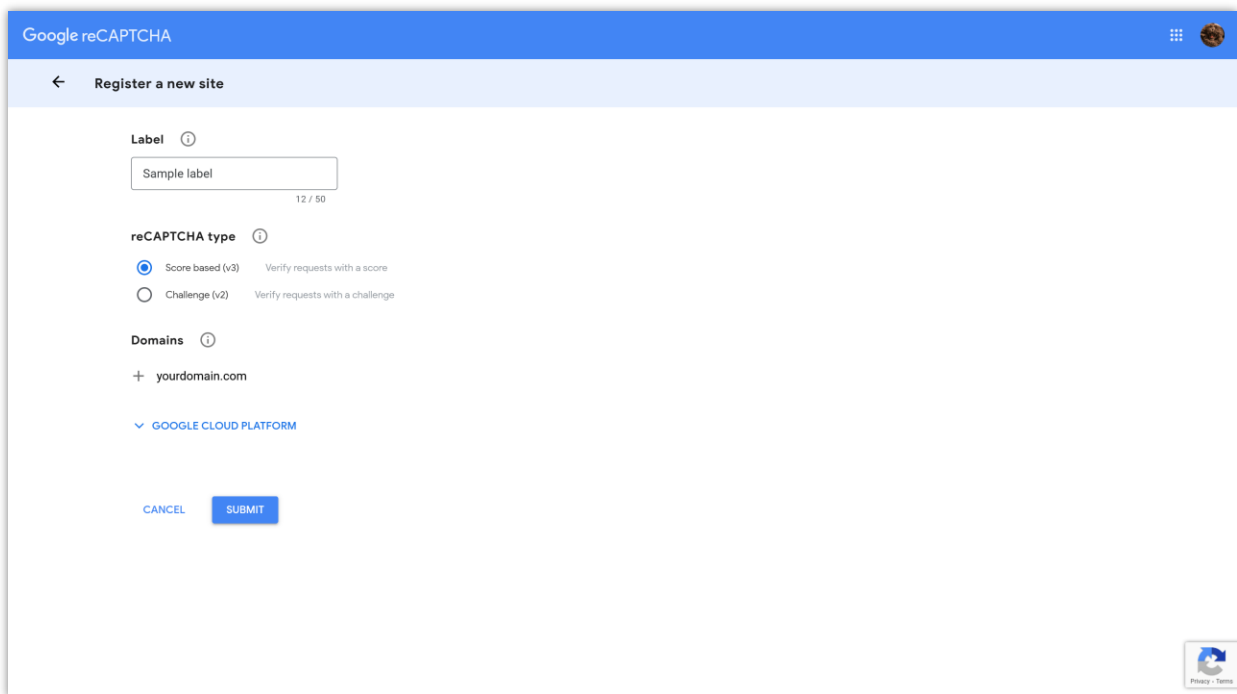 Google reCAPTCHA
Register a new site
Label
Sample label
12 / 50
reCAPTCHA type
Score based (v3) Verify requests with a score
Challenge (v2) Verify requests with a challenge
Domains
yourdomain.com
GOOGLE CLOUD PLATFORM
CANCEL SUBMIT
Privacy - Terms